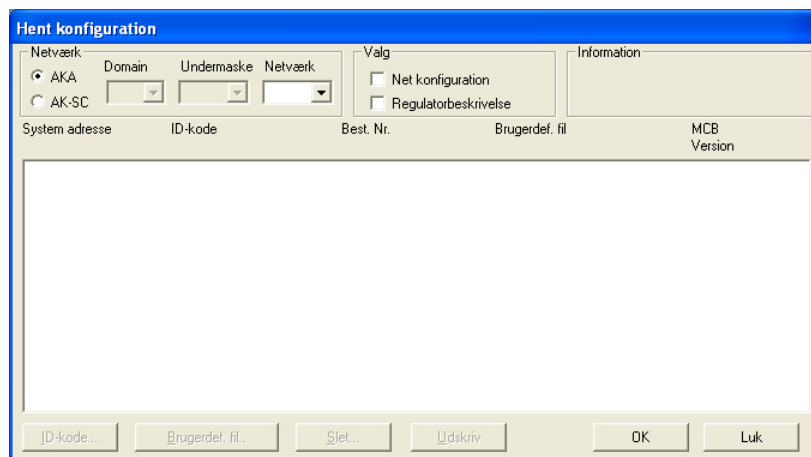 Hent konfiguration
Netværk
Valg
Information
AKA
Domain
Undermaske
Netværk
AK-SC
Net konfiguration
Regulatorbeskrivelse
System adresse
ID-kode
Best. Nr.
Brugerdef. fil
MCB
Version
ID-kode...
Brugerdef. fil..
Slet...
Udskriv
OK
Luk